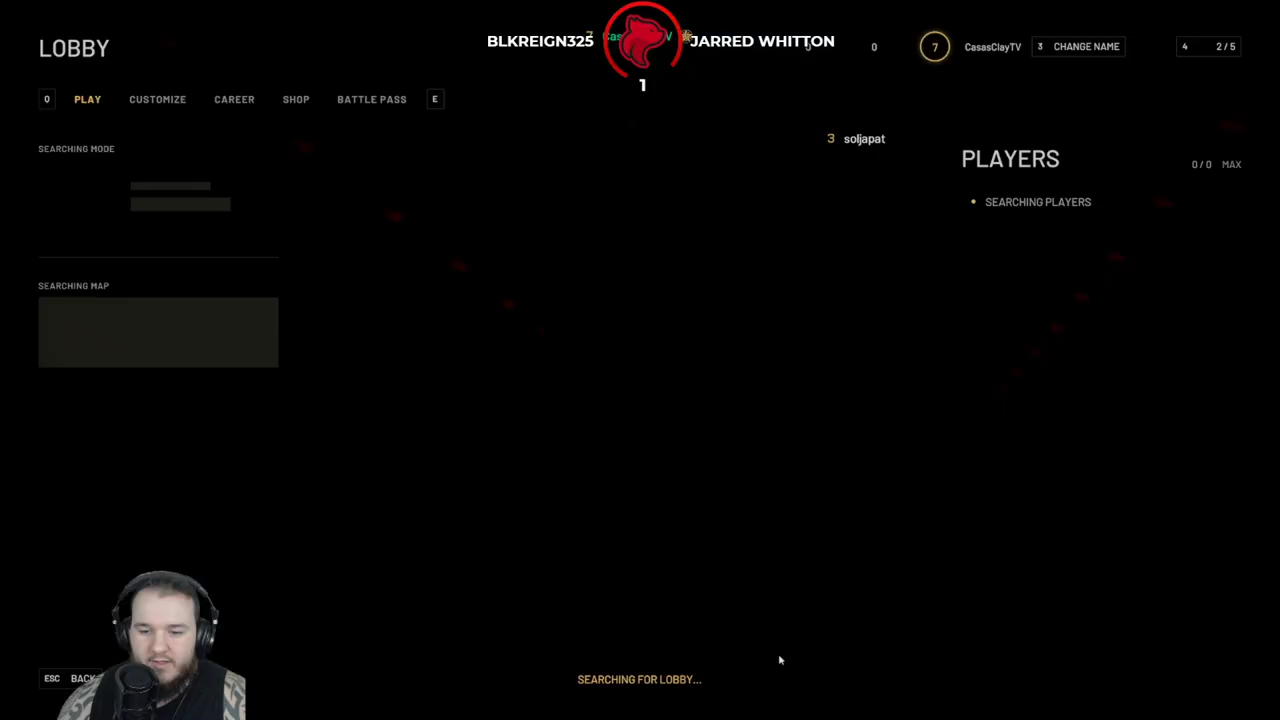 LOBBY
BLKREIGN325
JARRED WHITTON
1
0
7
CasasClayTV
3 CHANGE NAME
4 2 / 5
Q PLAY CUSTOMIZE CAREER SHOP BATTLE PASS E
3 soljapat
SEARCHING MODE
PLAYERS
0 / 0 MAX
SEARCHING PLAYERS
SEARCHING MAP
ESC BACK
SEARCHING FOR LOBBY...